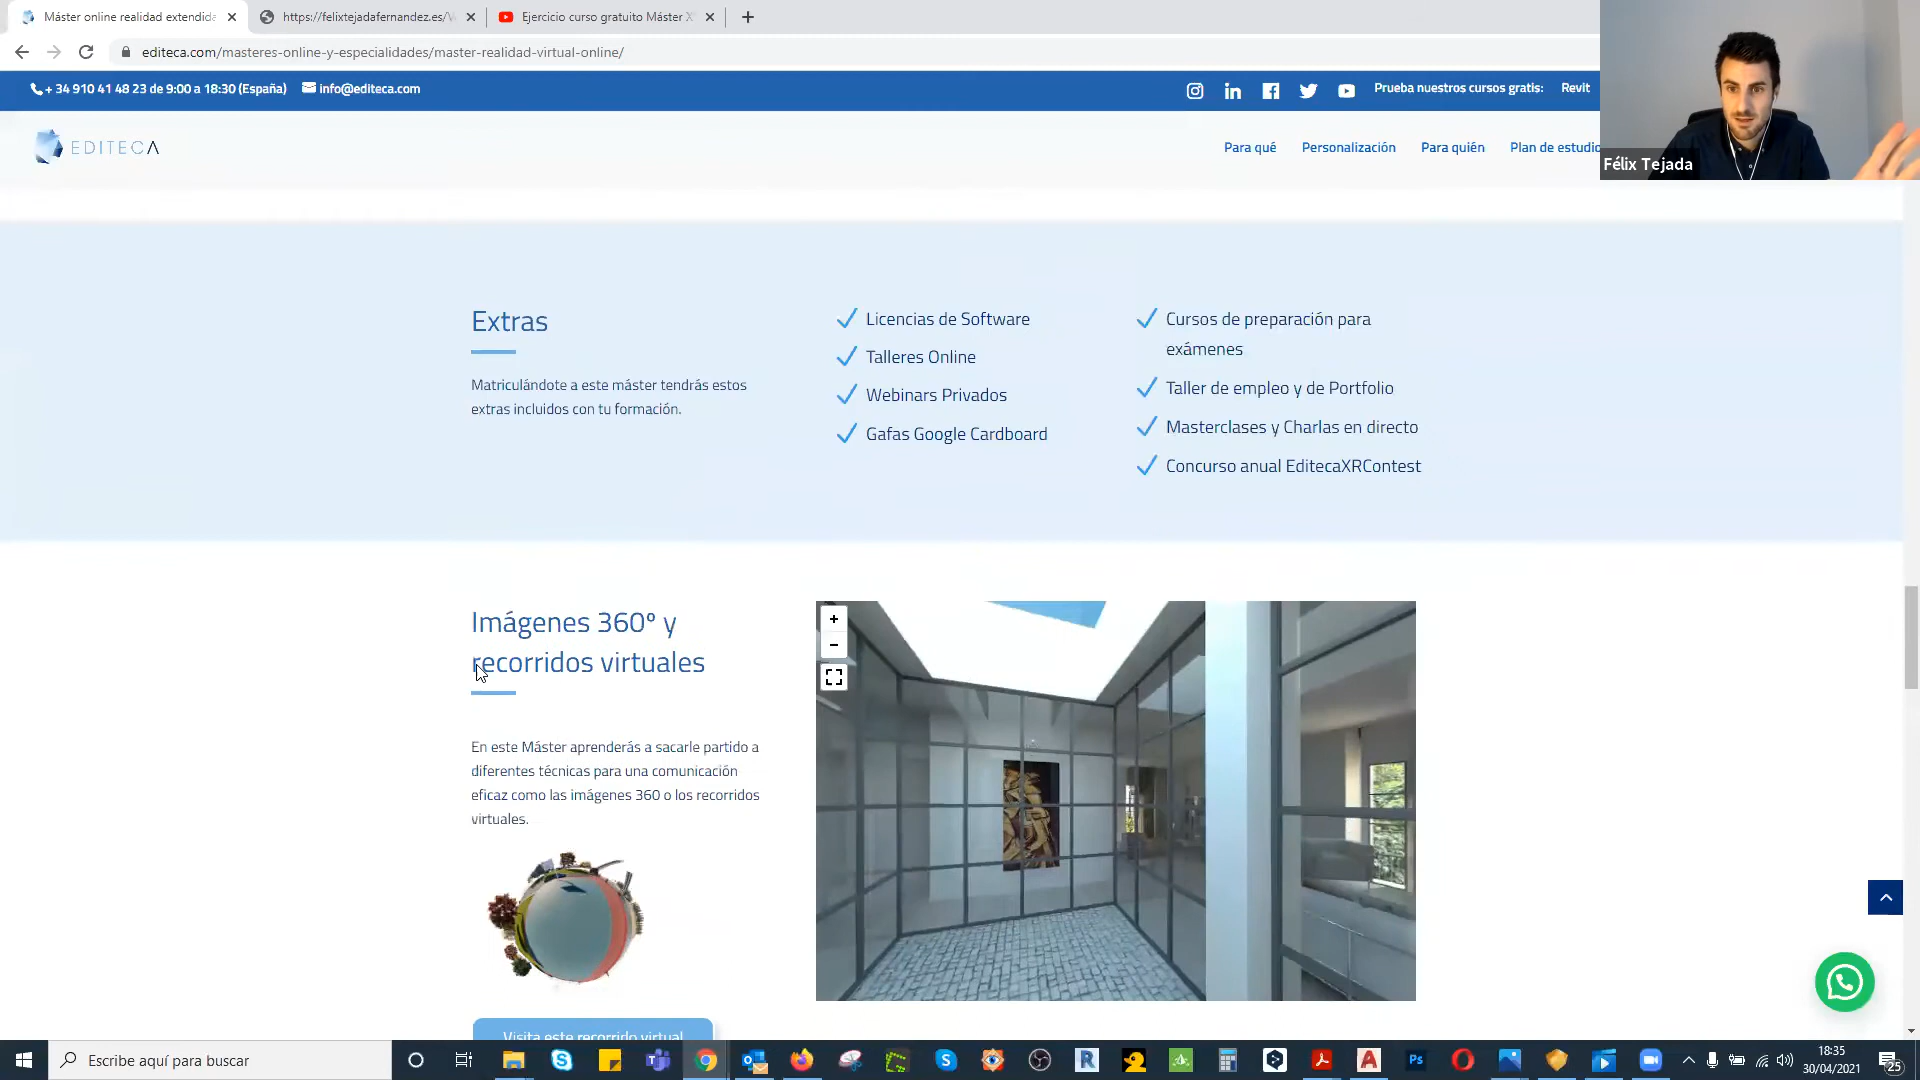 Máster online realidad extendida
https://felixtejadafernandez.es/V
Ejercicio curso gratuito Máster X
editeca.com/masteres-online-y-especialidades/master-realidad-virtual-online/
+ 34 910 41 48 23 de 9:00 a 18:30 (España)
info@editeca.com
Prueba nuestros cursos gratis:
Revit
EDITECA
Para qué
Personalización
Para quién
Plan de estudio
Félix Tejada
Extras
Matriculándote a este máster tendrás estos
extras incluidos con tu formación.
Licencias de Software
Talleres Online
Webinars Privados
Gafas Google Cardboard
Cursos de preparación para
exámenes
Taller de empleo y de Portfolio
Masterclases y Charlas en directo
Concurso anual EditecaXRContest
Imágenes 360º y
recorridos virtuales
En este Máster aprenderás a sacarle partido a
diferentes técnicas para una comunicación
eficaz como las imágenes 360 o los recorridos
virtuales.
Visita este recorrido virtual
+
−
Escribe aquí para buscar
18:35
30/04/2021
25